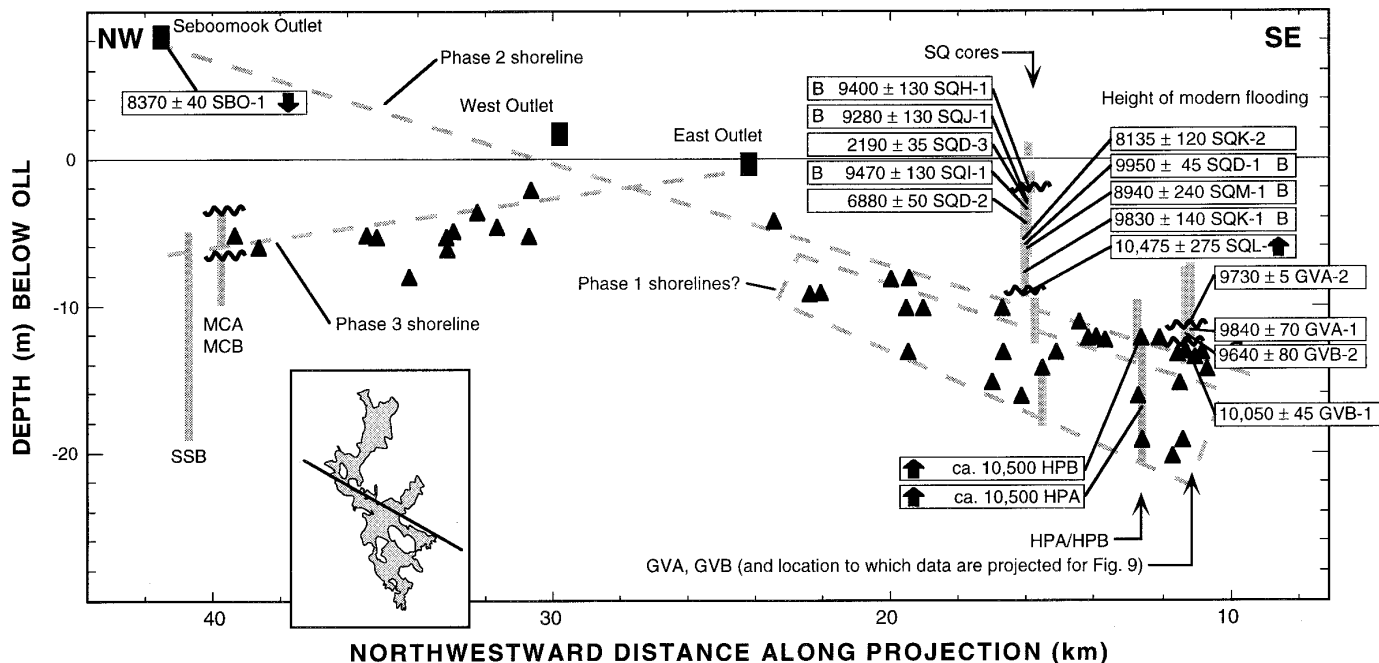 NW
SE
Seboomook Outlet
Phase 2 shoreline
8370 ± 40 SBO-1
West Outlet
East Outlet
SQ cores
Height of modern flooding
B 9400 ± 130 SQH-1
B 9280 ± 130 SQJ-1
2190 ± 35 SQD-3
B 9470 ± 130 SQI-1
6880 ± 50 SQD-2
8135 ± 120 SQK-2
9950 ± 45 SQD-1 B
8940 ± 240 SQM-1 B
9830 ± 140 SQK-1 B
10,475 ± 275 SQL-
9730 ± 5 GVA-2
9840 ± 70 GVA-1
9640 ± 80 GVB-2
10,050 ± 45 GVB-1
Phase 1 shorelines?
Phase 3 shoreline
MCA
MCB
SSB
ca. 10,500 HPB
ca. 10,500 HPA
HPA/HPB
GVA, GVB (and location to which data are projected for Fig. 9)
DEPTH (m) BELOW OLL
0
-10
-20
40
30
20
10
NORTHWESTWARD DISTANCE ALONG PROJECTION (km)